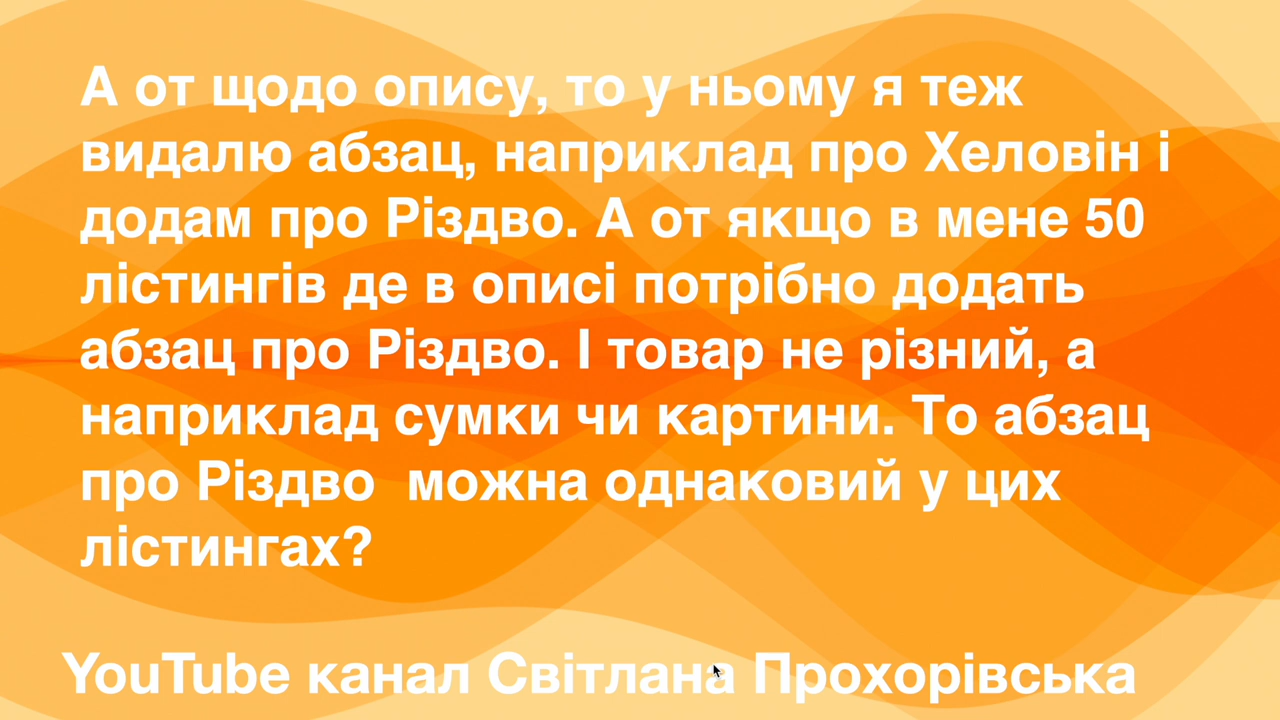 А от щодо опису, то у ньому я теж
видалю абзац, наприклад про Хеловін і
додам про Різдво. А от якщо в мене 50
лістингів де в описі потрібно додать
абзац про Різдво. І товар не різний, а
наприклад сумки чи картини. То абзац
про Різдво  можна однаковий у цих
лістингах?
YouTube канал Світлана Прохорівська